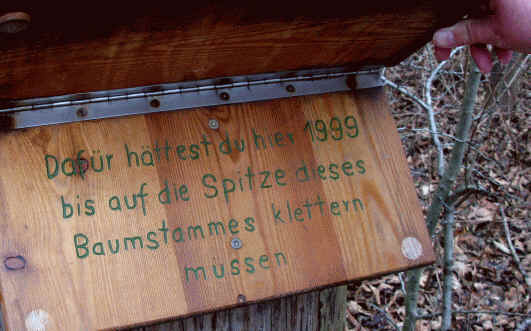 Dafür hättest du hier 1999
bis auf die Spitze dieses
Baumstammes klettern
müssen